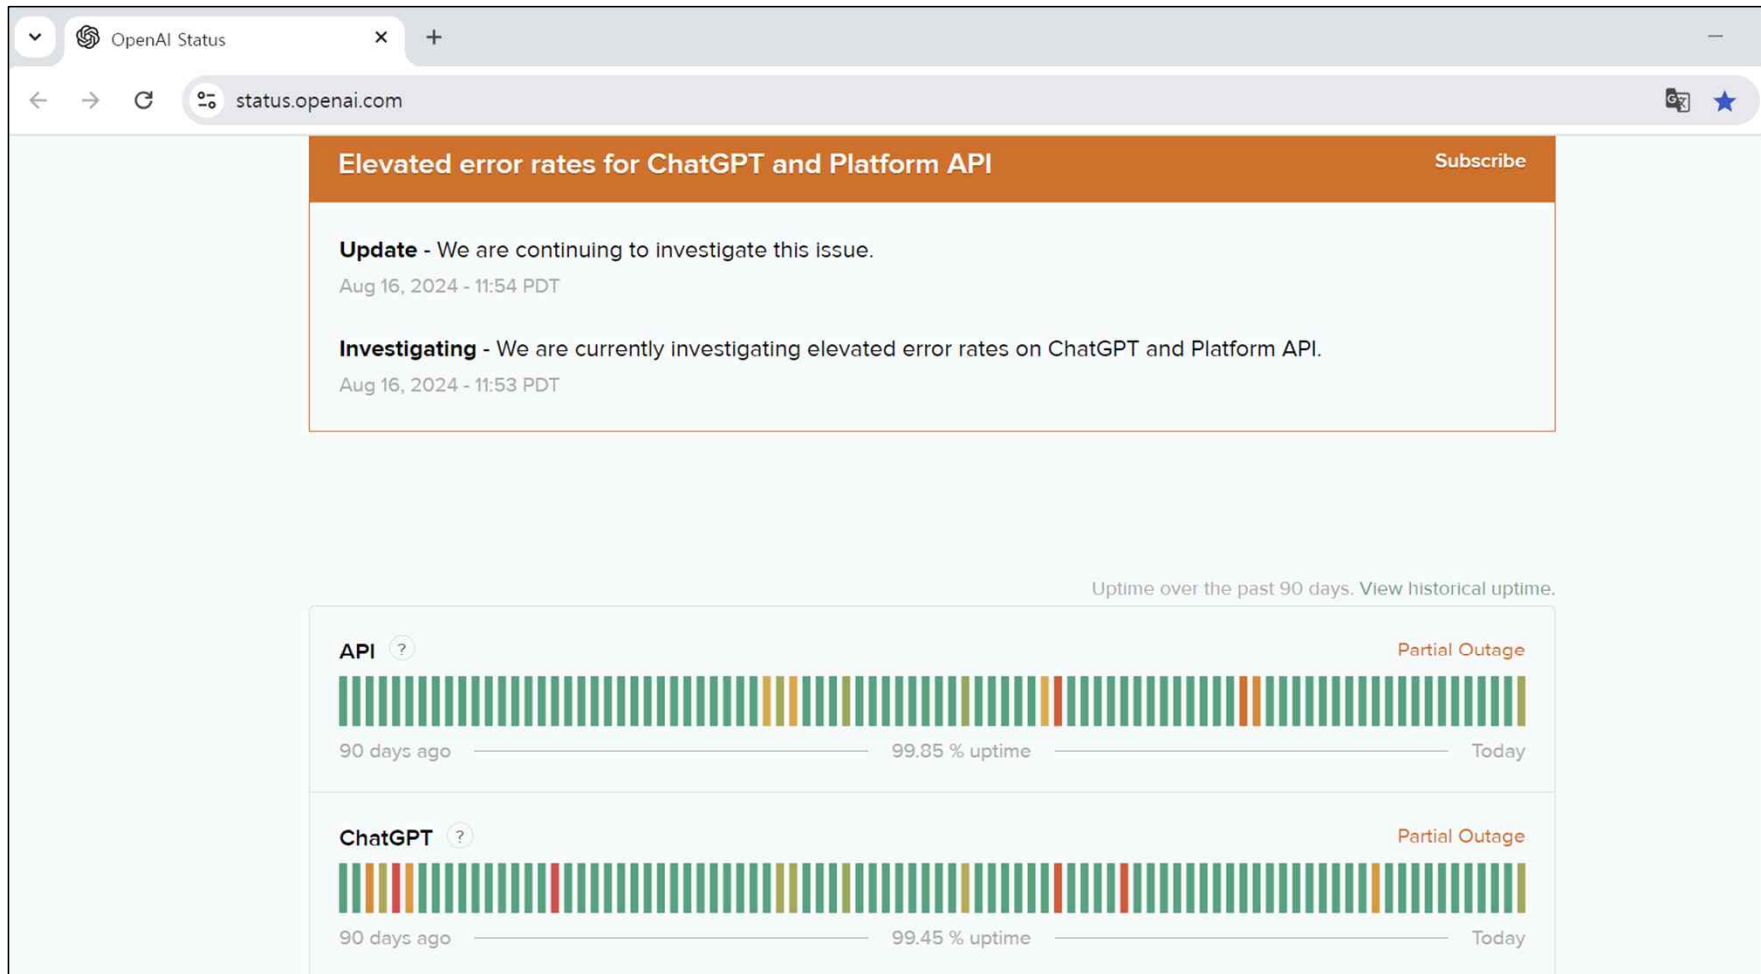 OpenAI Status
status.openai.com
Elevated error rates for ChatGPT and Platform API
Subscribe
Update - We are continuing to investigate this issue.
Aug 16, 2024 - 11:54 PDT
Investigating - We are currently investigating elevated error rates on ChatGPT and Platform API.
Aug 16, 2024 - 11:53 PDT
Uptime over the past 90 days. View historical uptime.
API ?
Partial Outage
90 days ago
99.85 % uptime
Today
ChatGPT ?
Partial Outage
90 days ago
99.45 % uptime
Today